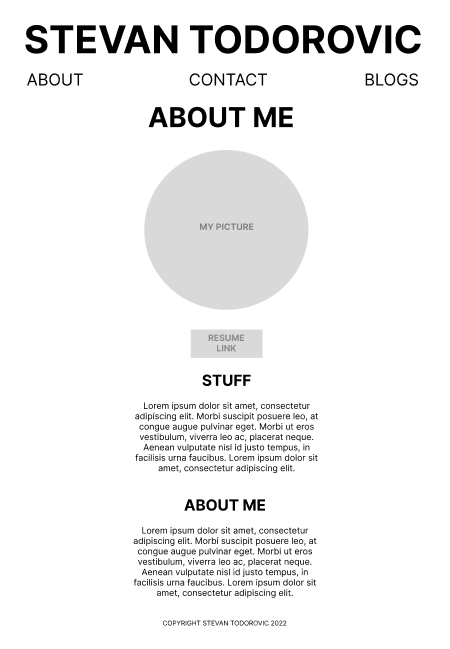 STEVAN TODOROVIC
ABOUT CONTACT BLOGS
ABOUT ME
MY PICTURE
RESUME
LINK
STUFF
Lorem ipsum dolor sit amet, consectetur
adipiscing elit. Morbi suscipit posuere leo, at
congue augue pulvinar eget. Morbi ut eros
vestibulum, viverra leo ac, placerat neque.
Aenean vulputate nisl id justo tempus, in
facilisis urna faucibus. Lorem ipsum dolor sit
amet, consectetur adipiscing elit.
ABOUT ME
Lorem ipsum dolor sit amet, consectetur
adipiscing elit. Morbi suscipit posuere leo, at
congue augue pulvinar eget. Morbi ut eros
vestibulum, viverra leo ac, placerat neque.
Aenean vulputate nisl id justo tempus, in
facilisis urna faucibus. Lorem ipsum dolor sit
amet, consectetur adipiscing elit.
COPYRIGHT STEVAN TODOROVIC 2022